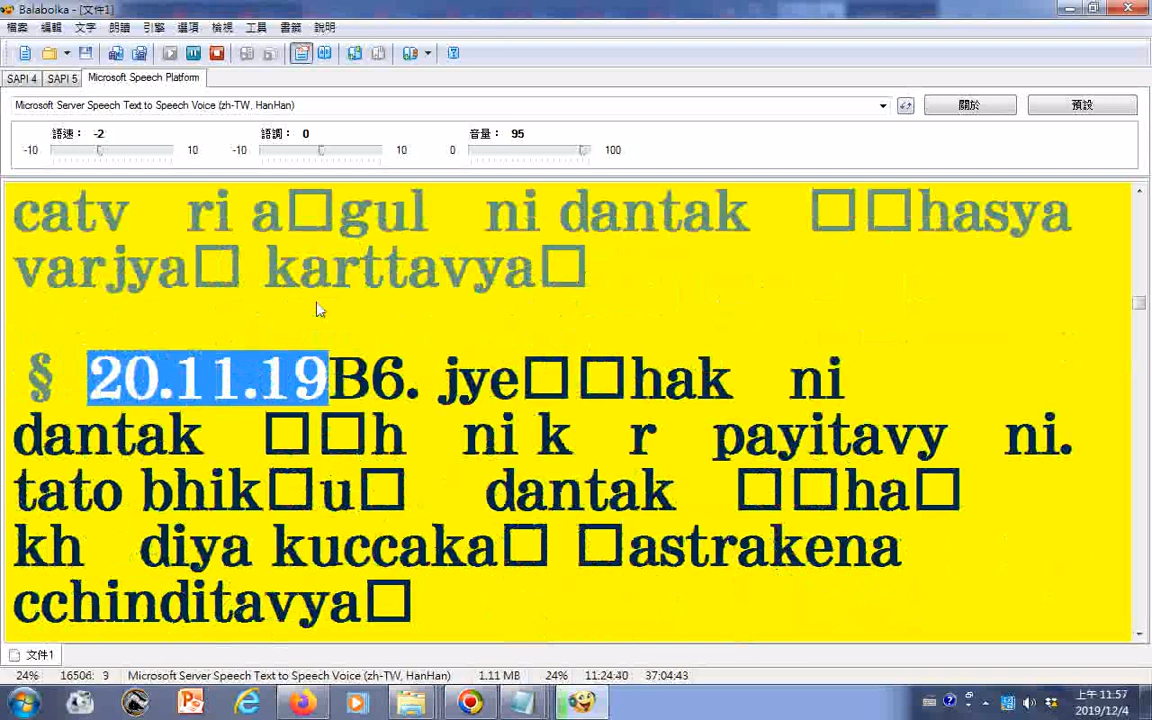 Balabolka - [文件1]
檔案 編輯 文字 朗讀 引擎 選項 檢視 工具 書籤 說明
SAPI 4 SAPI 5 Microsoft Speech Platform
Microsoft Server Speech Text to Speech Voice (zh-TW, HanHan) 關於 預設
語速： -2 語調： 0 音量： 95
-10 10 -10 10 0 100
catv ri a□gul ni dantak □□hasya
varjya□ karttavya□
§ 20.11.19B6. jye□□hak ni
dantak □□h ni k r payitavy ni.
tato bhik□u□ dantak □□ha□
kh diya kuccaka□ □astrakena
cchinditavya□
文件1
24% 16506: 3 Microsoft Server Speech Text to Speech Voice (zh-TW, HanHan) 1.11 MB 24% 11:24:40 37:04:43
上午 11:57
2019/12/4